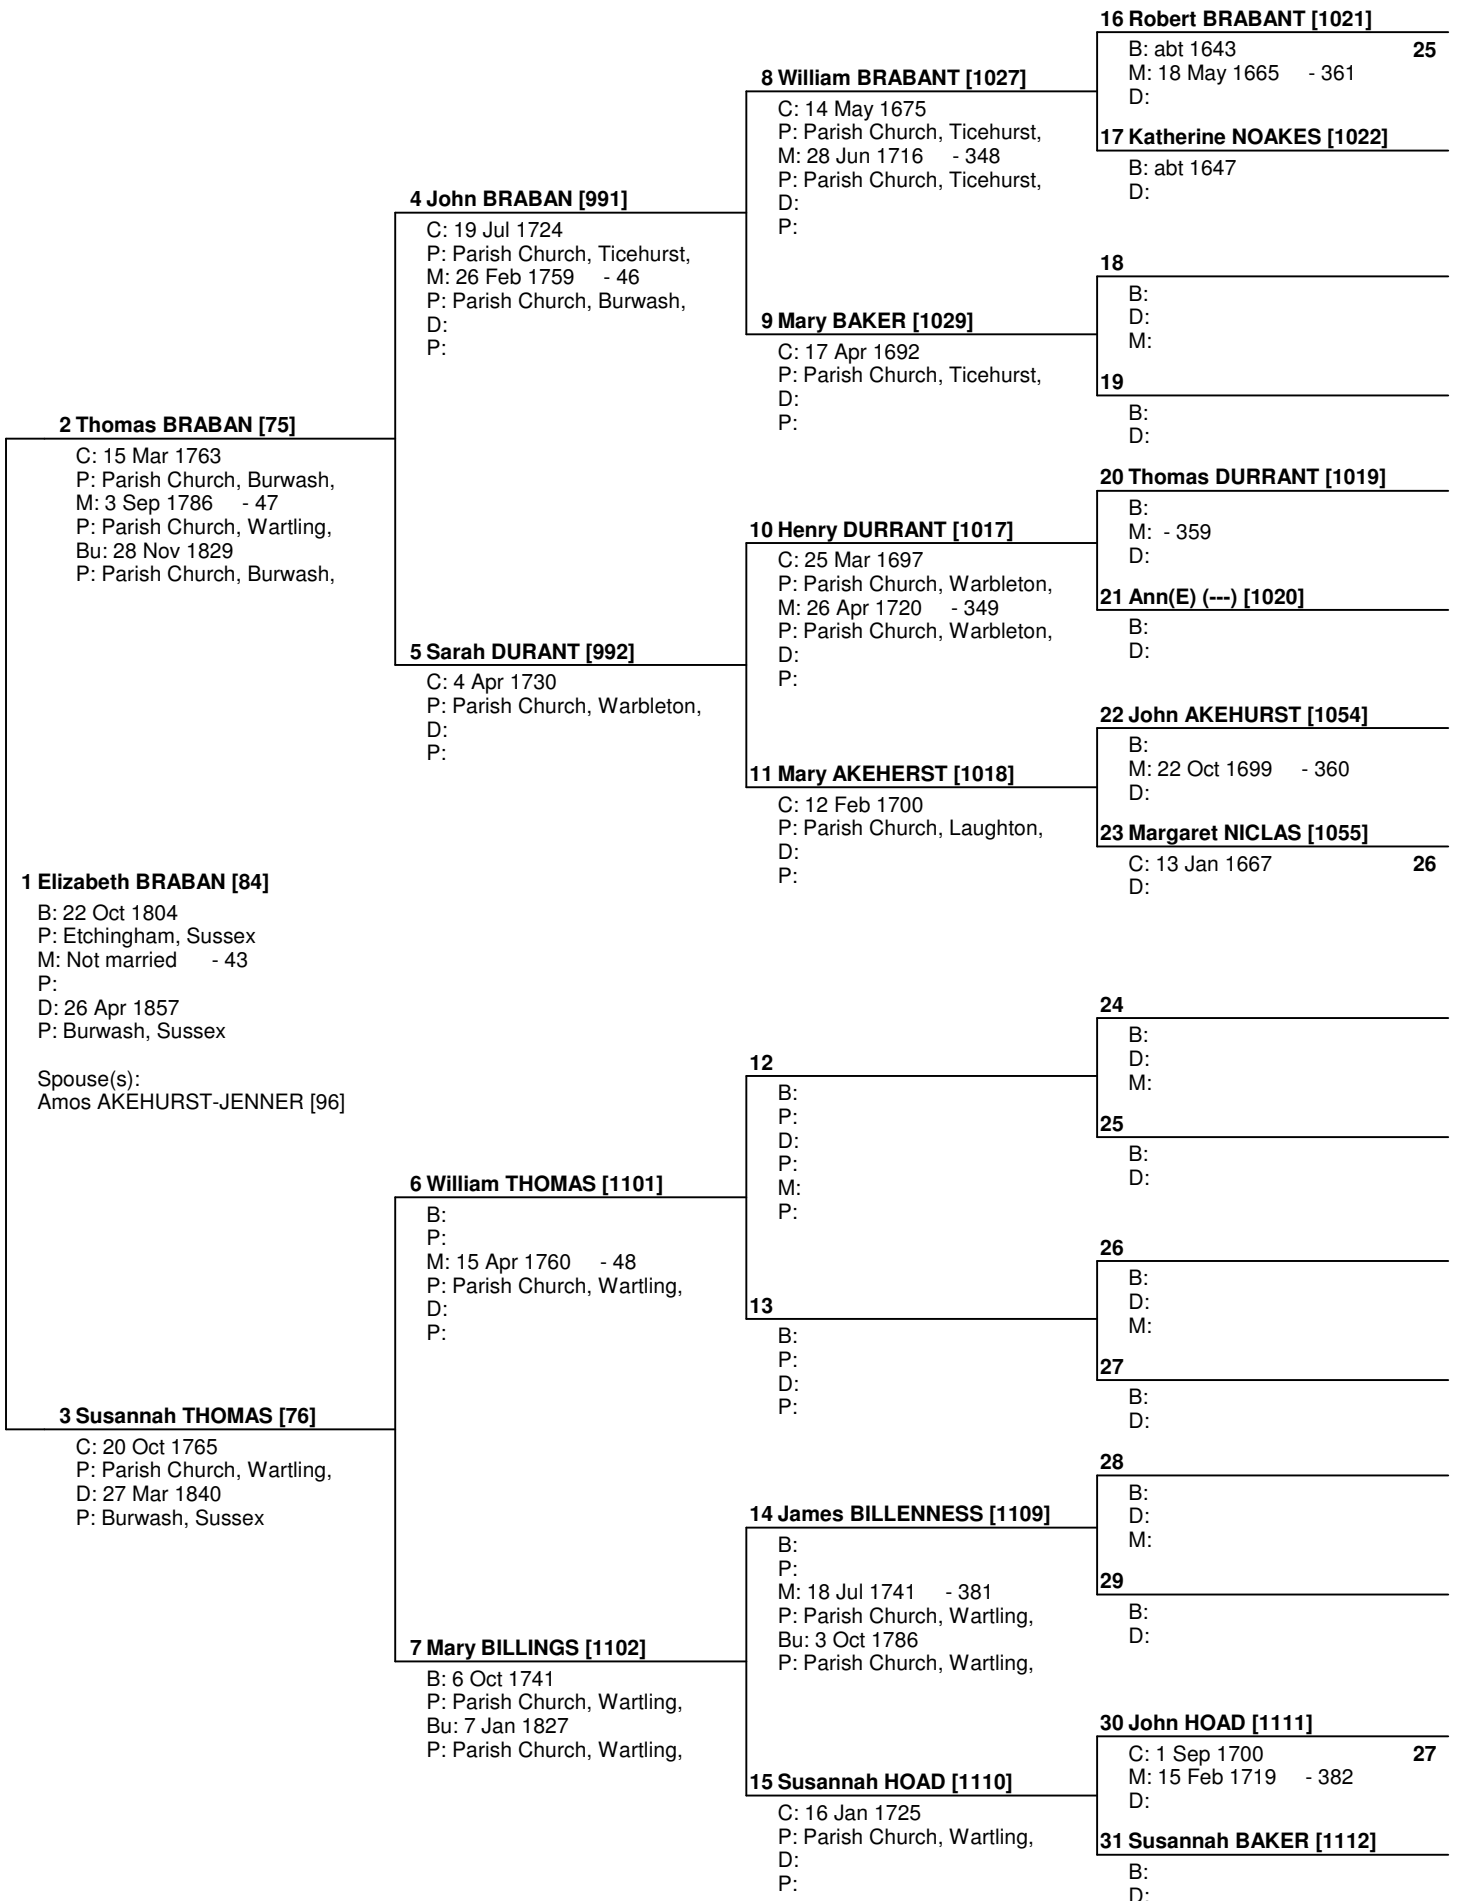 16 Robert BRABANT [1021]
B: abt 1643 25
M: 18 May 1665 - 361
D:
8 William BRABANT [1027]
C: 14 May 1675
P: Parish Church, Ticehurst,
M: 28 Jun 1716 - 348
P: Parish Church, Ticehurst,
D:
P:
17 Katherine NOAKES [1022]
B: abt 1647
D:
4 John BRABAN [991]
C: 19 Jul 1724
P: Parish Church, Ticehurst,
M: 26 Feb 1759 - 46
P: Parish Church, Burwash,
D:
P:
18
B:
D:
M:
9 Mary BAKER [1029]
C: 17 Apr 1692
P: Parish Church, Ticehurst,
D:
P:
19
B:
D:
2 Thomas BRABAN [75]
C: 15 Mar 1763
P: Parish Church, Burwash,
M: 3 Sep 1786 - 47
P: Parish Church, Wartling,
Bu: 28 Nov 1829
P: Parish Church, Burwash,
20 Thomas DURRANT [1019]
B:
M: - 359
D:
10 Henry DURRANT [1017]
C: 25 Mar 1697
P: Parish Church, Warbleton,
M: 26 Apr 1720 - 349
P: Parish Church, Warbleton,
D:
P:
21 Ann(E) (---) [1020]
B:
D:
5 Sarah DURANT [992]
C: 4 Apr 1730
P: Parish Church, Warbleton,
D:
P:
22 John AKEHURST [1054]
B:
M: 22 Oct 1699 - 360
D:
11 Mary AKEHERST [1018]
C: 12 Feb 1700
P: Parish Church, Laughton,
D:
P:
23 Margaret NICLAS [1055]
C: 13 Jan 1667 26
D:
1 Elizabeth BRABAN [84]
B: 22 Oct 1804
P: Etchingham, Sussex
M: Not married - 43
P:
D: 26 Apr 1857
P: Burwash, Sussex
Spouse(s):
Amos AKEHURST-JENNER [96]
24
B:
D:
M:
12
B:
P:
D:
P:
M:
P:
25
B:
D:
6 William THOMAS [1101]
B:
P:
M: 15 Apr 1760 - 48
P: Parish Church, Wartling,
D:
P:
26
B:
D:
M:
13
B:
P:
D:
P:
27
B:
D:
3 Susannah THOMAS [76]
C: 20 Oct 1765
P: Parish Church, Wartling,
D: 27 Mar 1840
P: Burwash, Sussex
28
B:
D:
M:
14 James BILLENNESS [1109]
B:
P:
M: 18 Jul 1741 - 381
P: Parish Church, Wartling,
Bu: 3 Oct 1786
P: Parish Church, Wartling,
29
B:
D:
7 Mary BILLINGS [1102]
B: 6 Oct 1741
P: Parish Church, Wartling,
Bu: 7 Jan 1827
P: Parish Church, Wartling,
30 John HOAD [1111]
C: 1 Sep 1700 27
M: 15 Feb 1719 - 382
D:
15 Susannah HOAD [1110]
C: 16 Jan 1725
P: Parish Church, Wartling,
D:
P:
31 Susannah BAKER [1112]
B:
D: